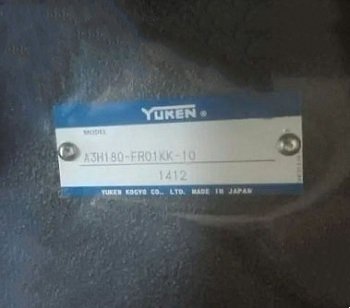 YUKEN®
MODEL
A3H180-FR01KK-10
1412
YUKEN KOGYO CO., LTD. MADE IN JAPAN